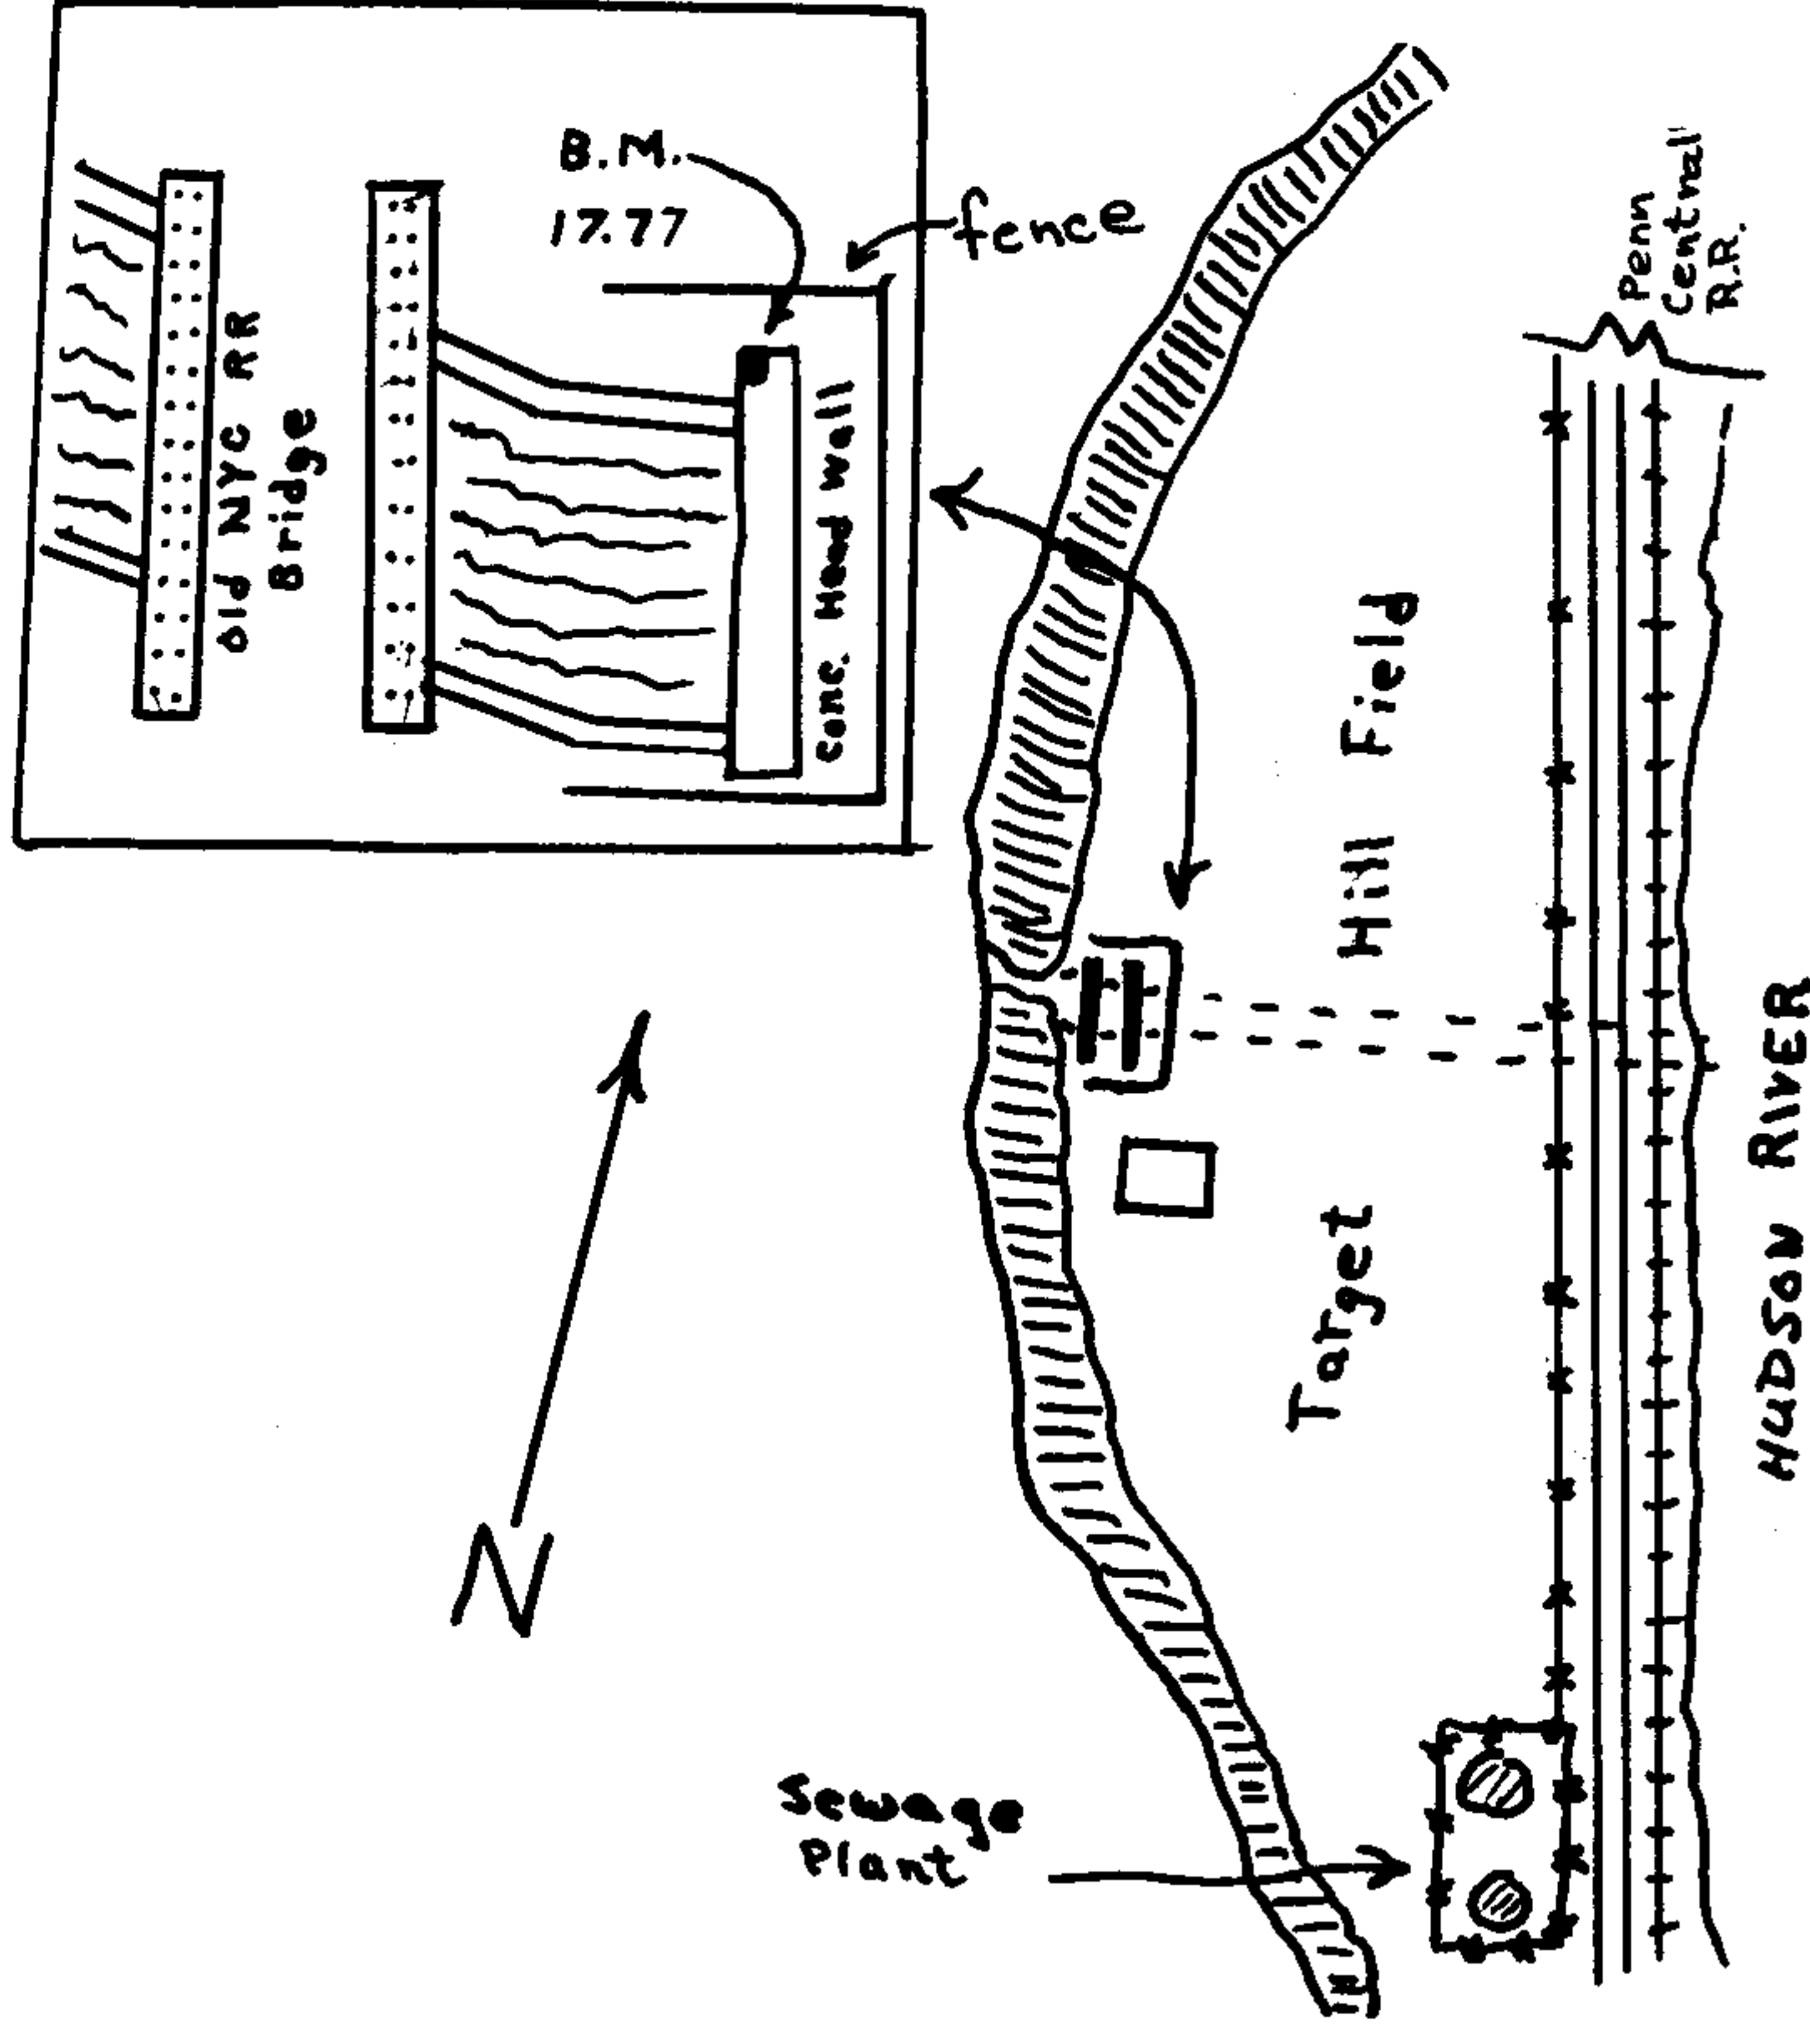 B.M.
17.77
fence
old NYC RR
Bridge
Conc. Head wall
Penn
Central
R.R.
Target Hill Field
HUDSON RIVER
N
Sewage
Plant